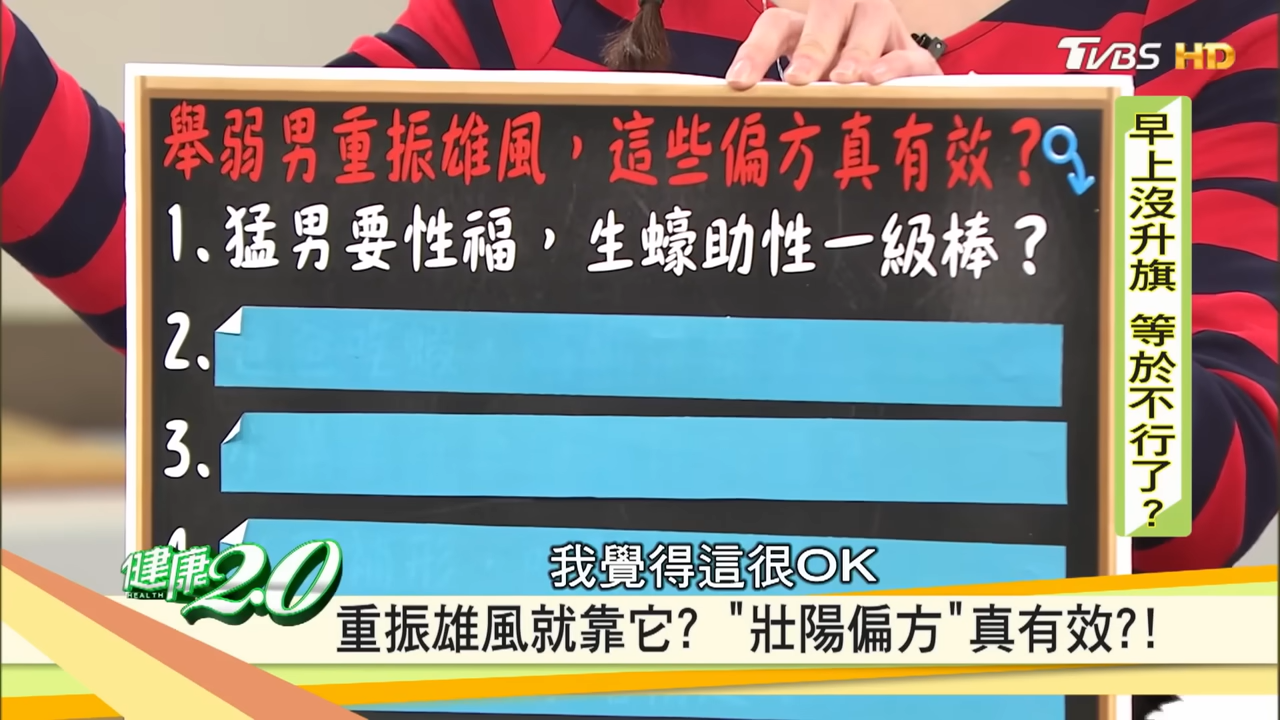 TVBS HD
舉弱男重振雄風，這些偏方真有效？
1.猛男要性福，生蠔助性一級棒？
2.
3.
早上沒升旗 等於不行了？
我覺得這很OK
健康2.0
HEALTH
重振雄風就靠它？"壯陽偏方"真有效?!